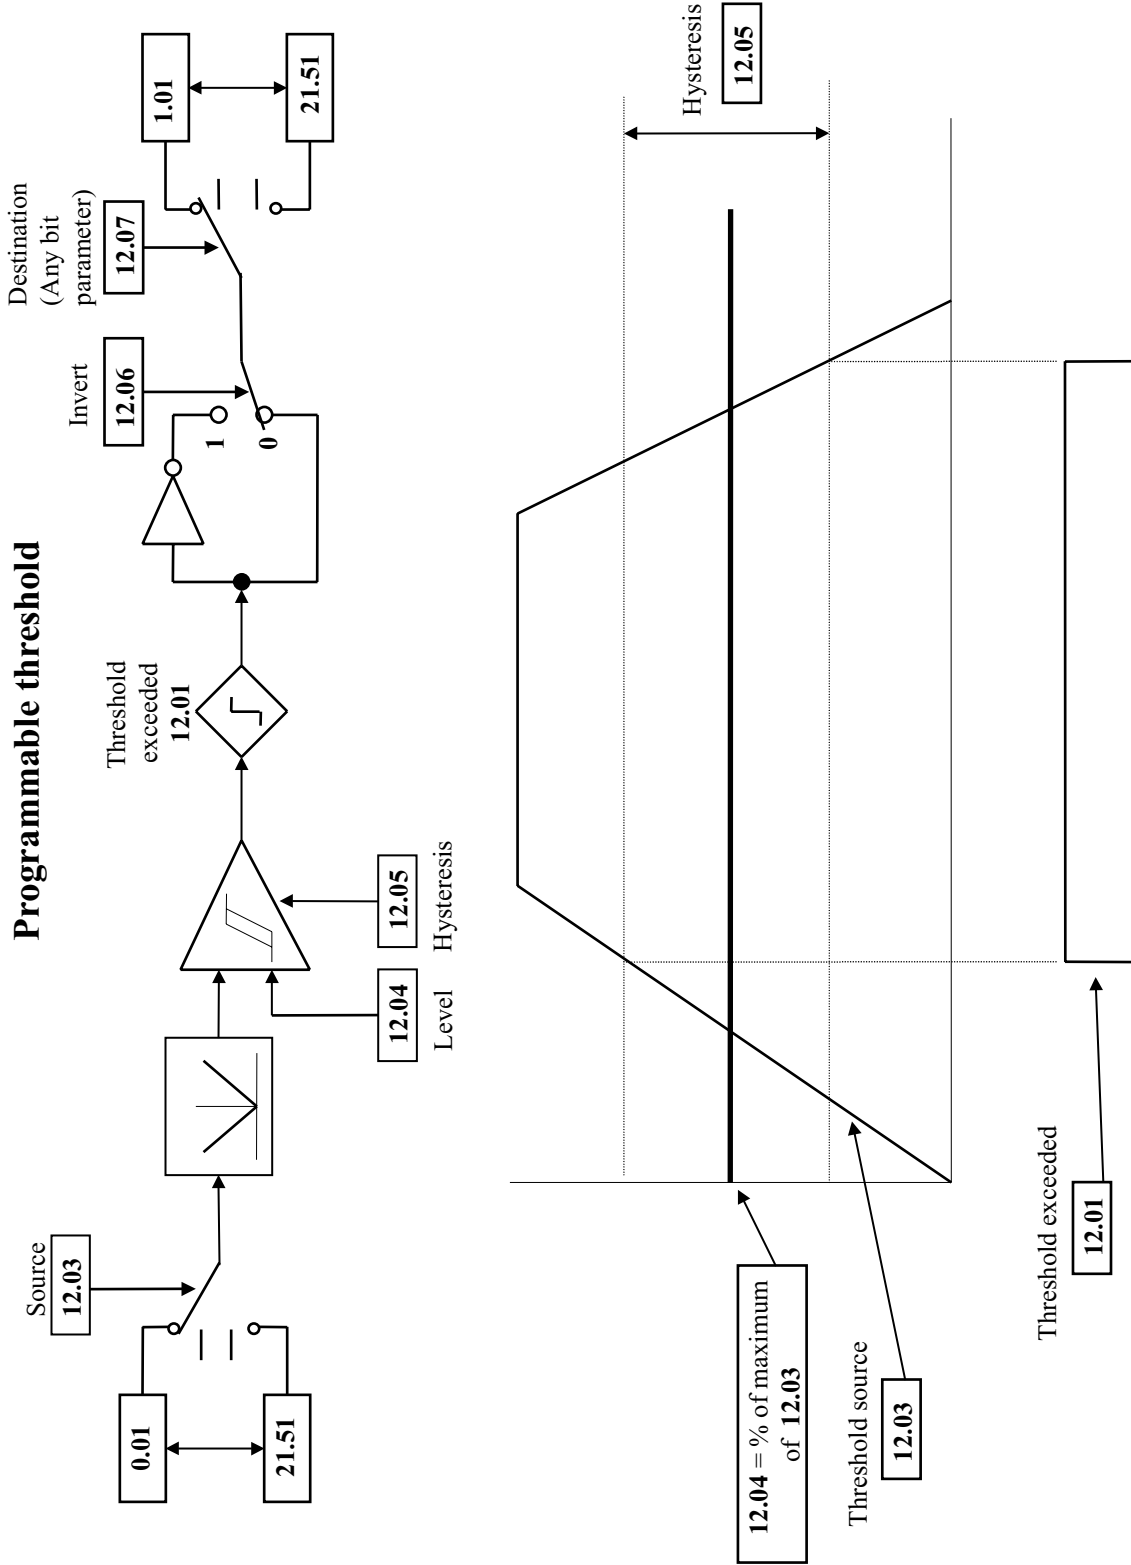 Programmable threshold
Source
12.03
0.01
21.51
12.04
Level
12.05
Hysteresis
Threshold
exceeded
12.01
Invert
12.06
1
0
Destination
(Any bit
parameter)
12.07
1.01
21.51
Hysteresis
12.05
12.04 = % of maximum
of 12.03
Threshold source
12.03
Threshold exceeded
12.01